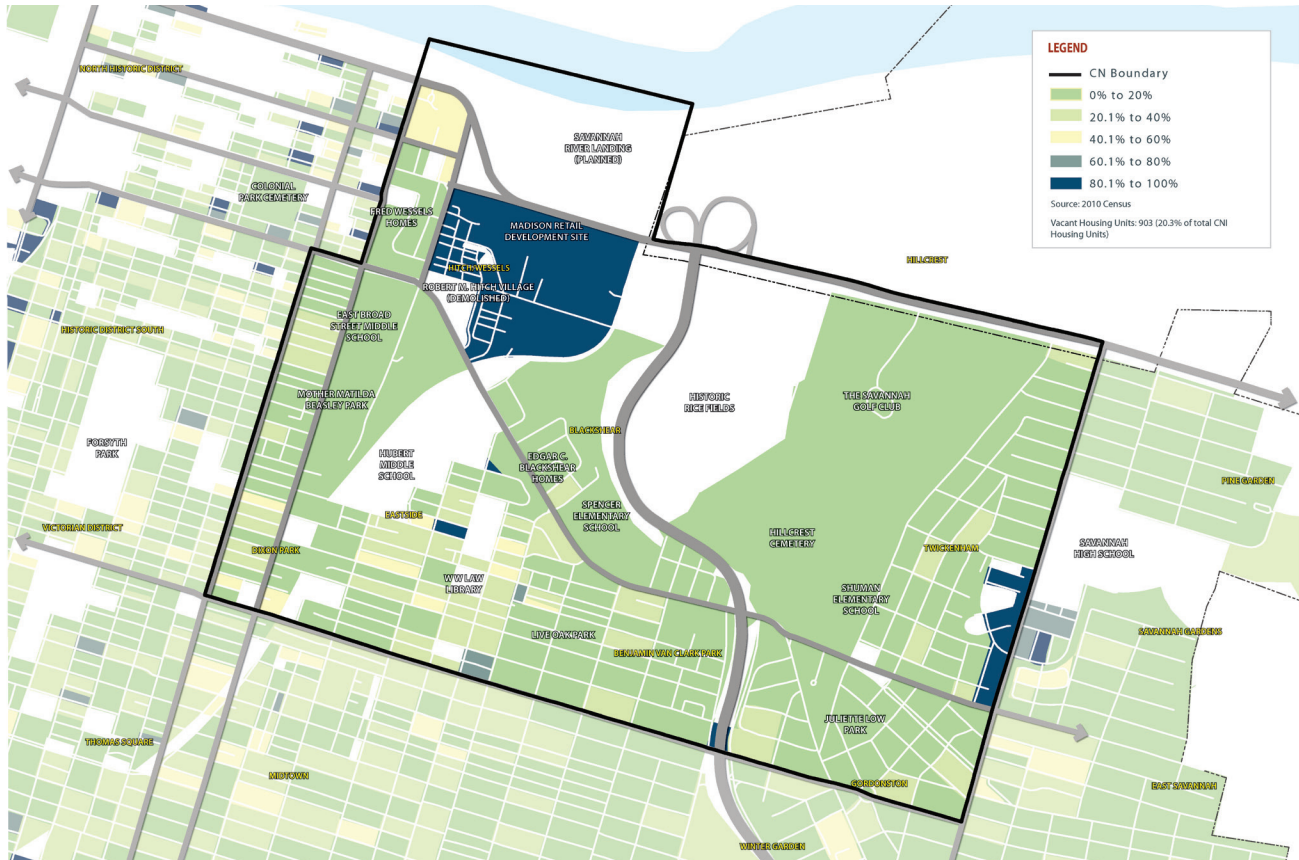 LEGEND
CN Boundary
0% to 20%
20.1% to 40%
40.1% to 60%
60.1% to 80%
80.1% to 100%
Source: 2010 Census
Vacant Housing Units: 903 (20.3% of total CNI
Housing Units)
NORTH HISTORIC DISTRICT
SAVANNAH
RIVER LANDING
(PLANNED)
COLONIAL
PARK CEMETERY
FRED WESSELS
HOMES
MADISON RETAIL
DEVELOPMENT SITE
HITCH-WESSELS
ROBERT M. HITCH VILLAGE
(DEMOLISHED)
HILLCREST
HISTORIC DISTRICT SOUTH
EAST BROAD
STREET MIDDLE
SCHOOL
MOTHER MATILDA
BEASLEY PARK
HISTORIC
RICE FIELDS
THE SAVANNAH
GOLF CLUB
FORSYTH
PARK
BLACKSHEAR
HUBERT
MIDDLE
SCHOOL
EDGAR C.
BLACKSHEAR
HOMES
PINE GARDEN
SPENCER
ELEMENTARY
SCHOOL
EASTSIDE
VICTORIAN DISTRICT
DIXON PARK
HILLCREST
CEMETERY
TWICKENHAM
SAVANNAH
HIGH SCHOOL
WW LAW
LIBRARY
SHUMAN
ELEMENTARY
SCHOOL
LIVE OAK PARK
SAVANNAH GARDENS
BENJAMIN VAN CLARK PARK
JULIETTE LOW
PARK
THOMAS SQUARE
MIDTOWN
GORDONSTON
EAST SAVANNAH
WINTER GARDEN